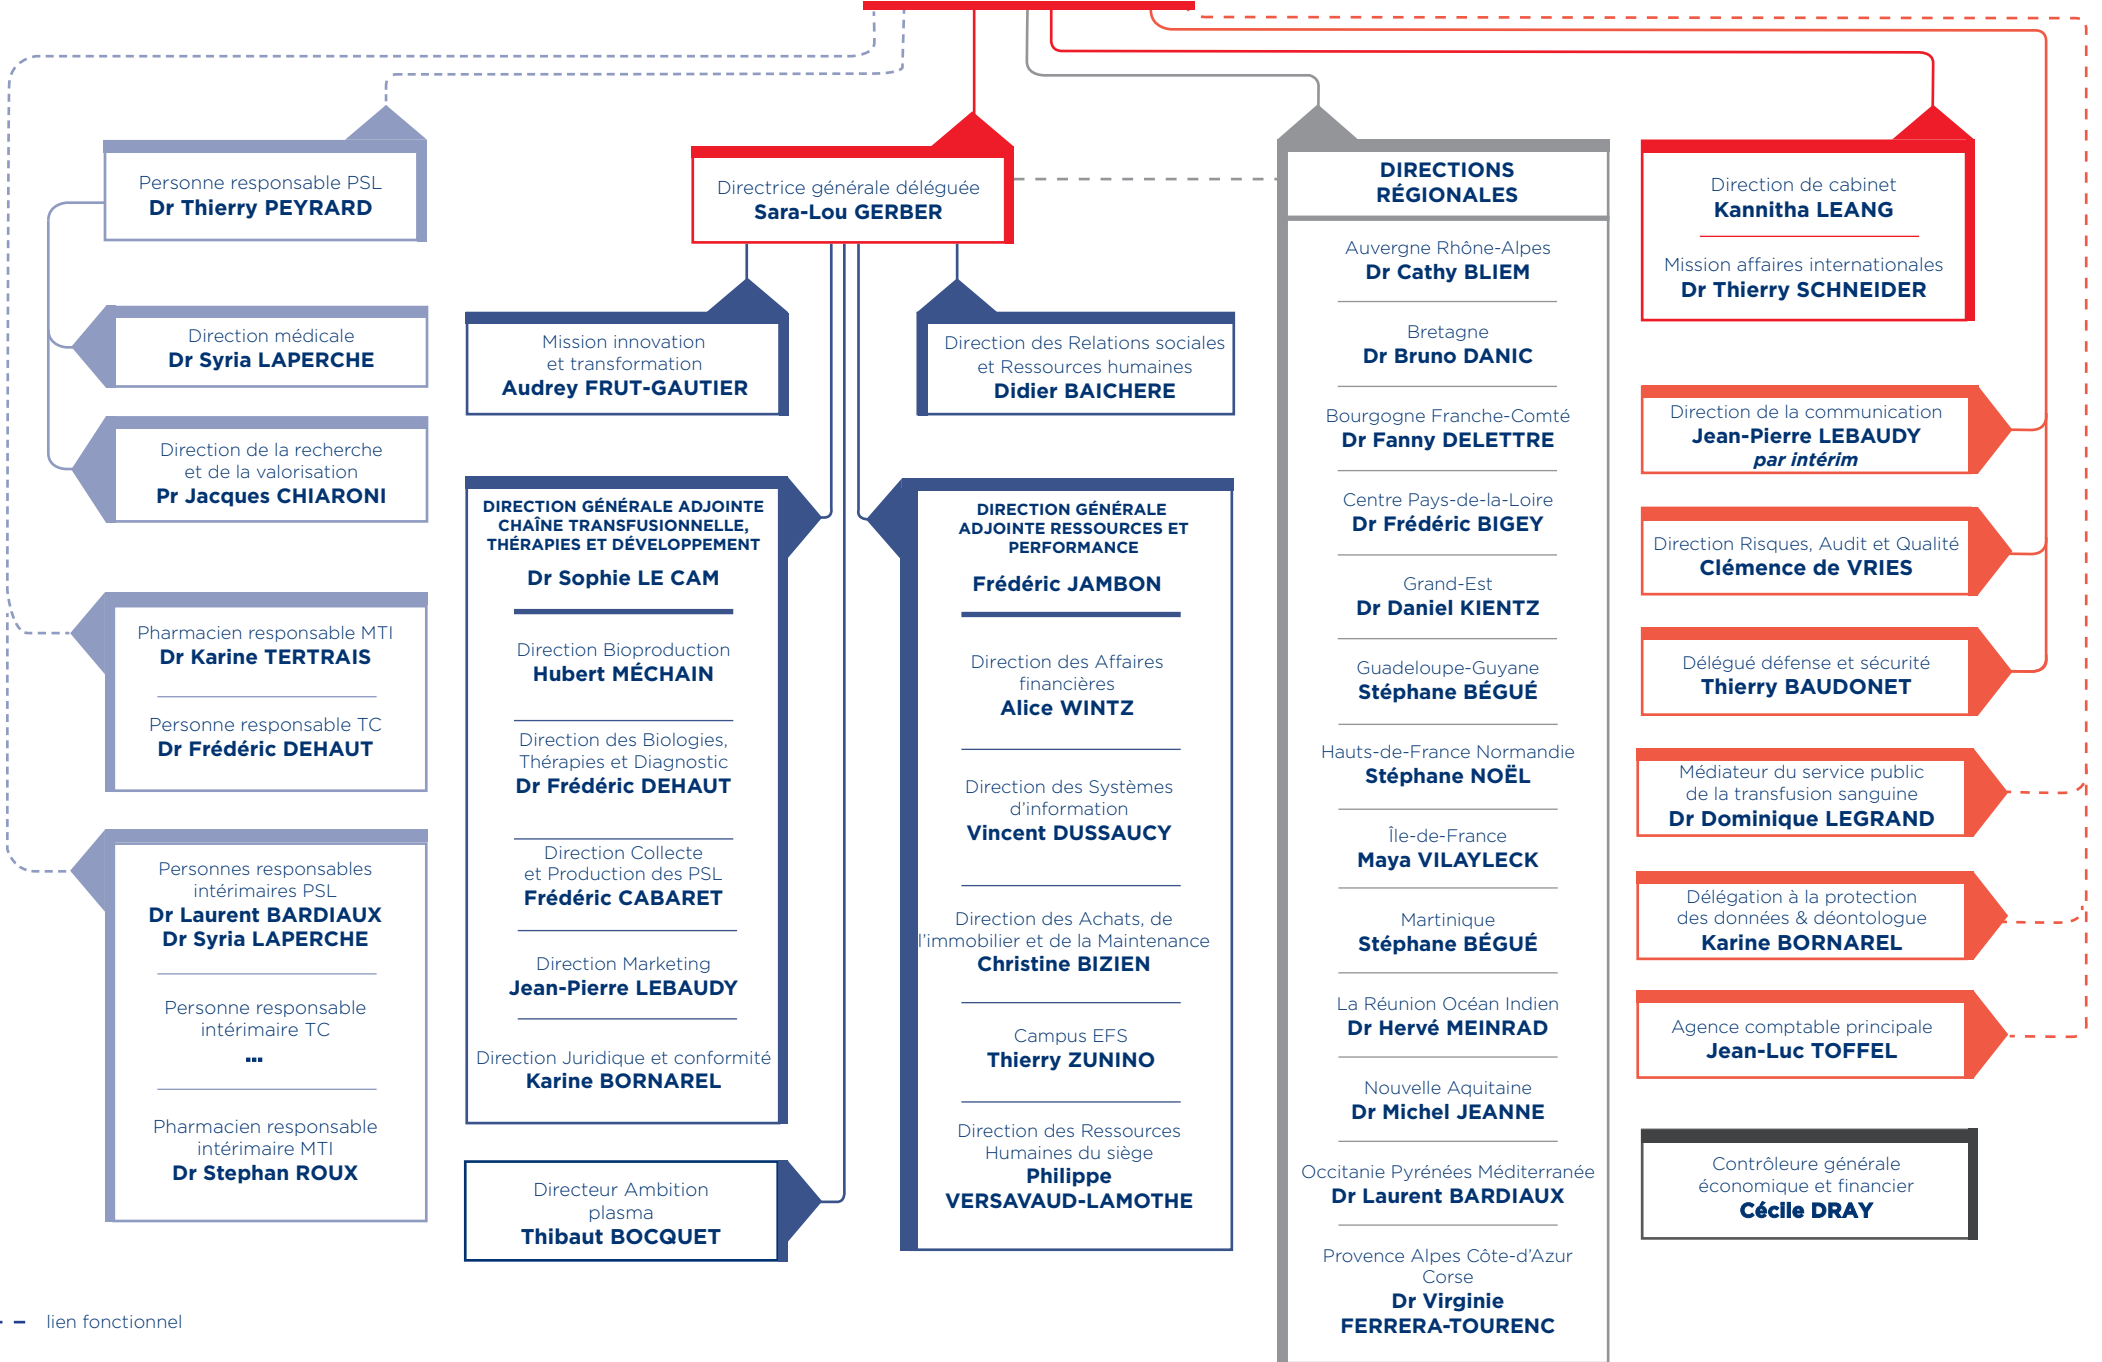 Personne responsable PSL
Dr Thierry PEYRARD
Direction médicale
Dr Syria LAPERCHE
Direction de la recherche
et de la valorisation
Pr Jacques CHIARONI
Pharmacien responsable MTI
Dr Karine TERTRAIS
Personne responsable TC
Dr Frédéric DEHAUT
Personnes responsables
intérimaires PSL
Dr Laurent BARDIAUX
Dr Syria LAPERCHE
Personne responsable
intérimaire TC
...
Pharmacien responsable
intérimaire MTI
Dr Stephan ROUX
Directrice générale déléguée
Sara-Lou GERBER
Mission innovation
et transformation
Audrey FRUT-GAUTIER
Direction des Relations sociales
et Ressources humaines
Didier BAICHERE
DIRECTION GÉNÉRALE ADJOINTE
CHAÎNE TRANSFUSIONNELLE,
THÉRAPIES ET DÉVELOPPEMENT
Dr Sophie LE CAM
Direction Bioproduction
Hubert MÉCHAIN
Direction des Biologies,
Thérapies et Diagnostic
Dr Frédéric DEHAUT
Direction Collecte
et Production des PSL
Frédéric CABARET
Direction Marketing
Jean-Pierre LEBAUDY
Direction Juridique et conformité
Karine BORNAREL
Directeur Ambition
plasma
Thibaut BOCQUET
DIRECTION GÉNÉRALE
ADJOINTE RESSOURCES ET
PERFORMANCE
Frédéric JAMBON
Direction des Affaires
financières
Alice WINTZ
Direction des Systèmes
d'information
Vincent DUSSAUCY
Direction des Achats, de
l'immobilier et de la Maintenance
Christine BIZIEN
Campus EFS
Thierry ZUNINO
Direction des Ressources
Humaines du siège
Philippe
VERSAVAUD-LAMOTHE
DIRECTIONS
RÉGIONALES
Auvergne Rhône-Alpes
Dr Cathy BLIEM
Bretagne
Dr Bruno DANIC
Bourgogne Franche-Comté
Dr Fanny DELETTRE
Centre Pays-de-la-Loire
Dr Frédéric BIGEY
Grand-Est
Dr Daniel KIENTZ
Guadeloupe-Guyane
Stéphane BÉGUÉ
Hauts-de-France Normandie
Stéphane NOËL
Île-de-France
Maya VILAYLECK
Martinique
Stéphane BÉGUÉ
La Réunion Océan Indien
Dr Hervé MEINRAD
Nouvelle Aquitaine
Dr Michel JEANNE
Occitanie Pyrénées Méditerranée
Dr Laurent BARDIAUX
Provence Alpes Côte-d'Azur
Corse
Dr Virginie
FERRERA-TOURENC
Direction de cabinet
Kannitha LEANG
Mission affaires internationales
Dr Thierry SCHNEIDER
Direction de la communication
Jean-Pierre LEBAUDY
par intérim
Direction Risques, Audit et Qualité
Clémence de VRIES
Délégué défense et sécurité
Thierry BAUDONET
Médiateur du service public
de la transfusion sanguine
Dr Dominique LEGRAND
Délégation à la protection
des données & déontologue
Karine BORNAREL
Agence comptable principale
Jean-Luc TOFFEL
Contrôleure générale
économique et financier
Cécile DRAY
lien fonctionnel